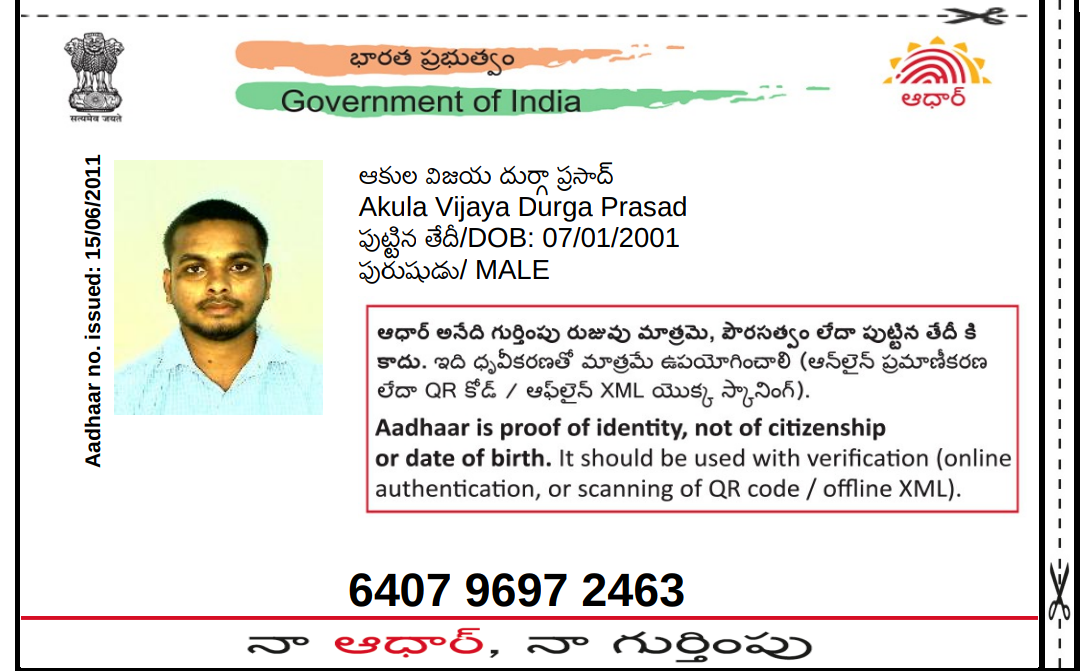 భారత ప్రభుత్వం
Government of India
सत्यमेव जयते
ఆధార్
Aadhaar no. issued: 15/06/2011
ఆకుల విజయ దుర్గా ప్రసాద్
Akula Vijaya Durga Prasad
పుట్టిన తేదీ/DOB: 07/01/2001
పురుషుడు/ MALE
ఆధార్ అనేది గుర్తింపు రుజువు మాత్రమె, పౌరసత్వం లేదా పుట్టిన తేదీ కి
కాదు. ఇది ధృవీకరణతో మాత్రమే ఉపయోగించాలి (ఆన్‌లైన్ ప్రమాణీకరణ
లేదా QR కోడ్ / ఆఫ్‌లైన్ XML యొక్క స్కానింగ్).
Aadhaar is proof of identity, not of citizenship
or date of birth. It should be used with verification (online
authentication, or scanning of QR code / offline XML).
6407 9697 2463
నా ఆధార్, నా గుర్తింపు